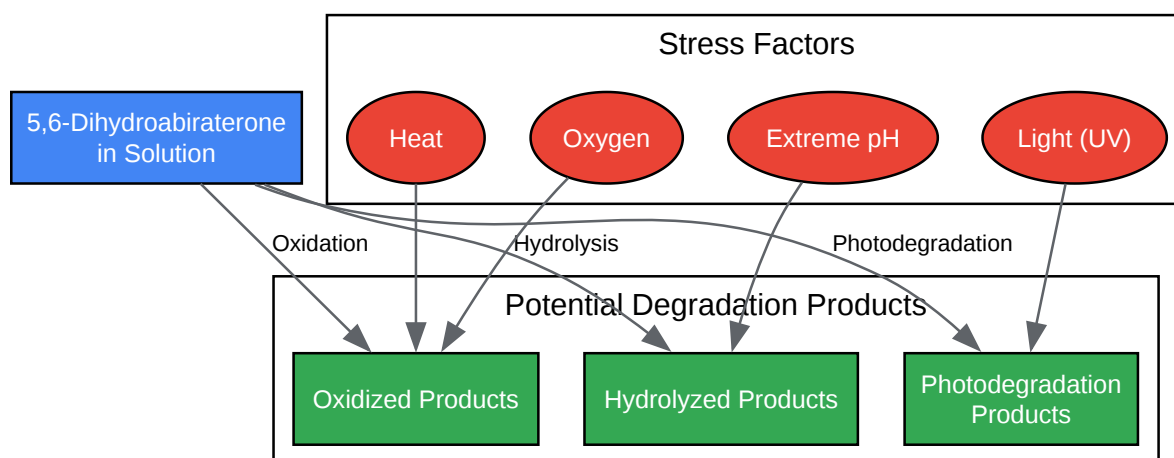 Stress Factors
5,6-Dihydroabiraterone
in Solution
Heat
Oxygen
Extreme pH
Light (UV)
Oxidation
Hydrolysis
Photodegradation
Potential Degradation Products
Oxidized Products
Hydrolyzed Products
Photodegradation
Products